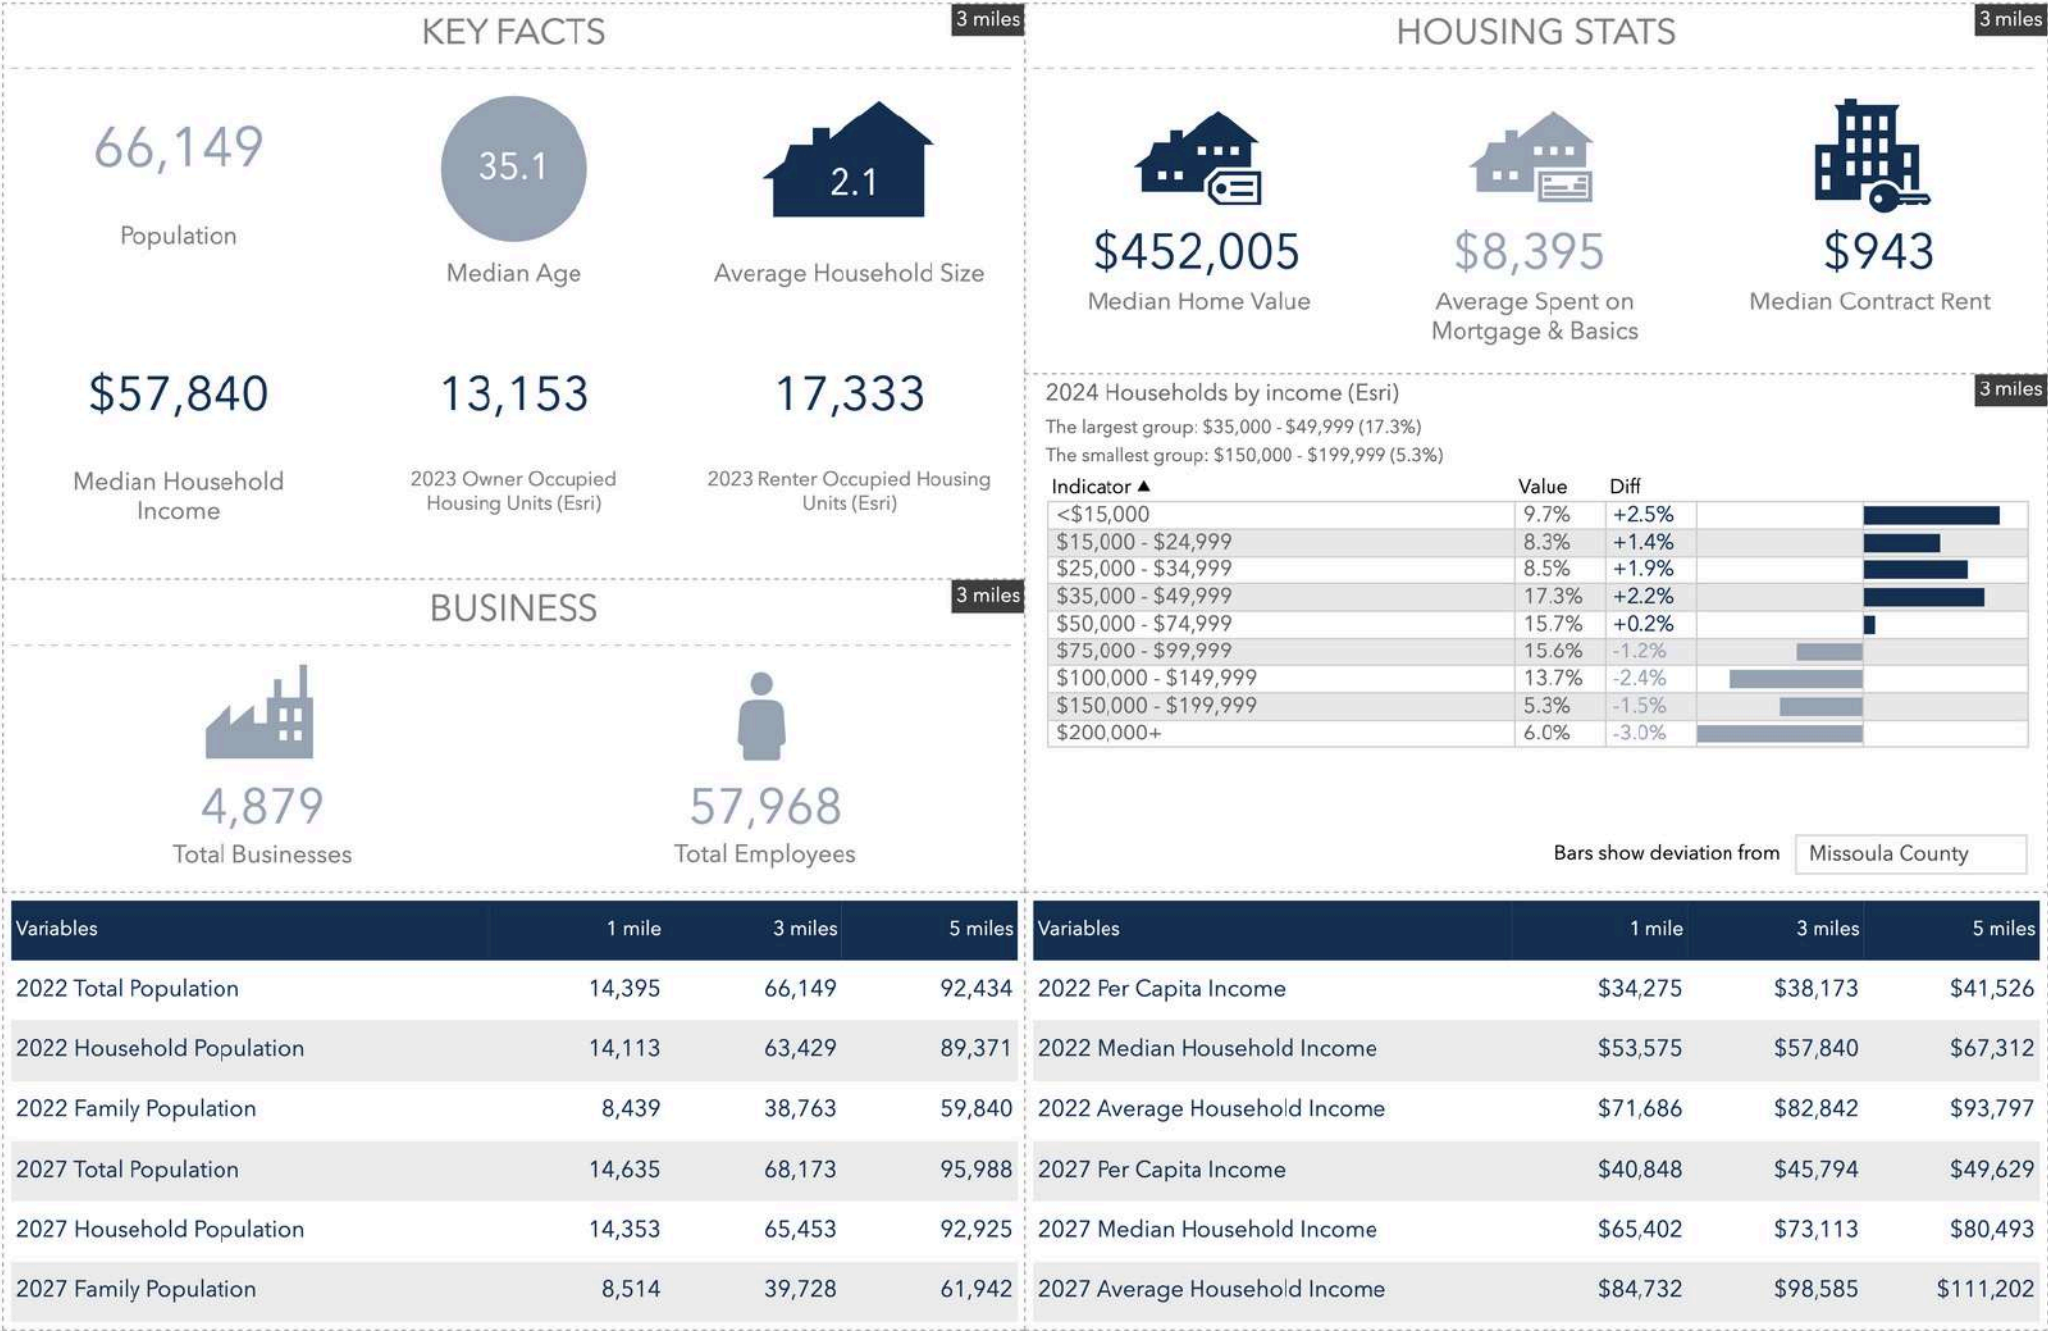 KEY FACTS
3 miles
66,149
Population
35.1
Median Age
2.1
Average Household Size
$57,840
Median Household
Income
13,153
2023 Owner Occupied
Housing Units (Esri)
17,333
2023 Renter Occupied Housing
Units (Esri)
BUSINESS
3 miles
4,879
Total Businesses
57,968
Total Employees
HOUSING STATS
3 miles
$452,005
Median Home Value
$8,395
Average Spent on
Mortgage & Basics
$943
Median Contract Rent
2024 Households by income (Esri)
3 miles
The largest group: $35,000 - $49,999 (17.3%)
The smallest group: $150,000 - $199,999 (5.3%)
Indicator ▲ Value Diff
<$15,000 9.7% +2.5%
$15,000 - $24,999 8.3% +1.4%
$25,000 - $34,999 8.5% +1.9%
$35,000 - $49,999 17.3% +2.2%
$50,000 - $74,999 15.7% +0.2%
$75,000 - $99,999 15.6% -1.2%
$100,000 - $149,999 13.7% -2.4%
$150,000 - $199,999 5.3% -1.5%
$200,000+ 6.0% -3.0%
Bars show deviation from Missoula County
Variables 1 mile 3 miles 5 miles
2022 Total Population 14,395 66,149 92,434
2022 Household Population 14,113 63,429 89,371
2022 Family Population 8,439 38,763 59,840
2027 Total Population 14,635 68,173 95,988
2027 Household Population 14,353 65,453 92,925
2027 Family Population 8,514 39,728 61,942
Variables 1 mile 3 miles 5 miles
2022 Per Capita Income $34,275 $38,173 $41,526
2022 Median Household Income $53,575 $57,840 $67,312
2022 Average Household Income $71,686 $82,842 $93,797
2027 Per Capita Income $40,848 $45,794 $49,629
2027 Median Household Income $65,402 $73,113 $80,493
2027 Average Household Income $84,732 $98,585 $111,202